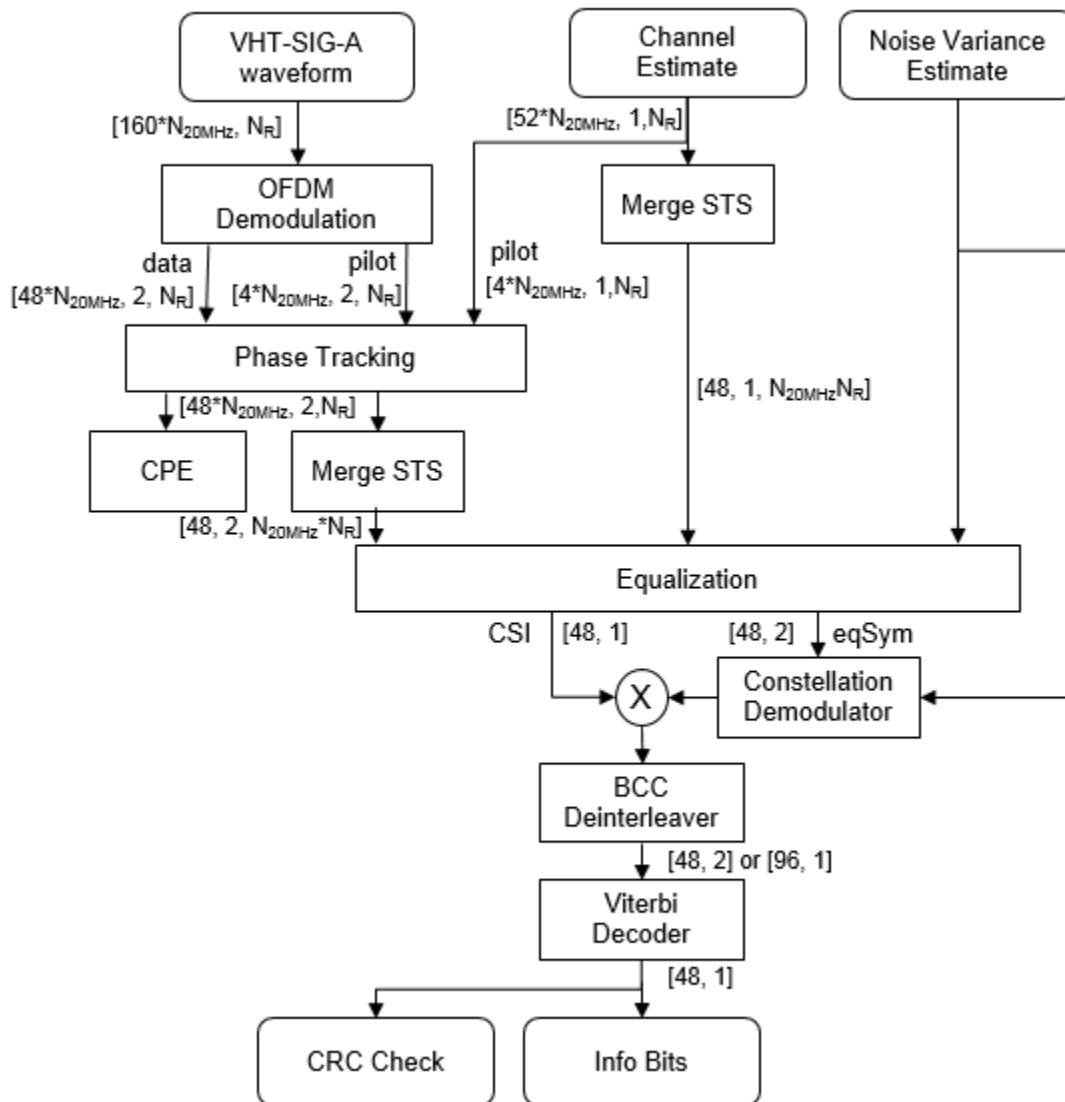 VHT-SIG-A
waveform
Channel
Estimate
Noise Variance
Estimate
[160*N20MHz, NR]
[52*N20MHz, 1,NR]
OFDM
Demodulation
Merge STS
data
pilot
pilot
[48*N20MHz, 2, NR]
[4*N20MHz, 2, NR]
[4*N20MHz, 1,NR]
Phase Tracking
[48*N20MHz, 2,NR]
[48, 1, N20MHzNR]
CPE
Merge STS
[48, 2, N20MHz*NR]
Equalization
CSI
[48, 1]
[48, 2]
eqSym
X
Constellation
Demodulator
BCC
Deinterleaver
[48, 2] or [96, 1]
Viterbi
Decoder
[48, 1]
CRC Check
Info Bits